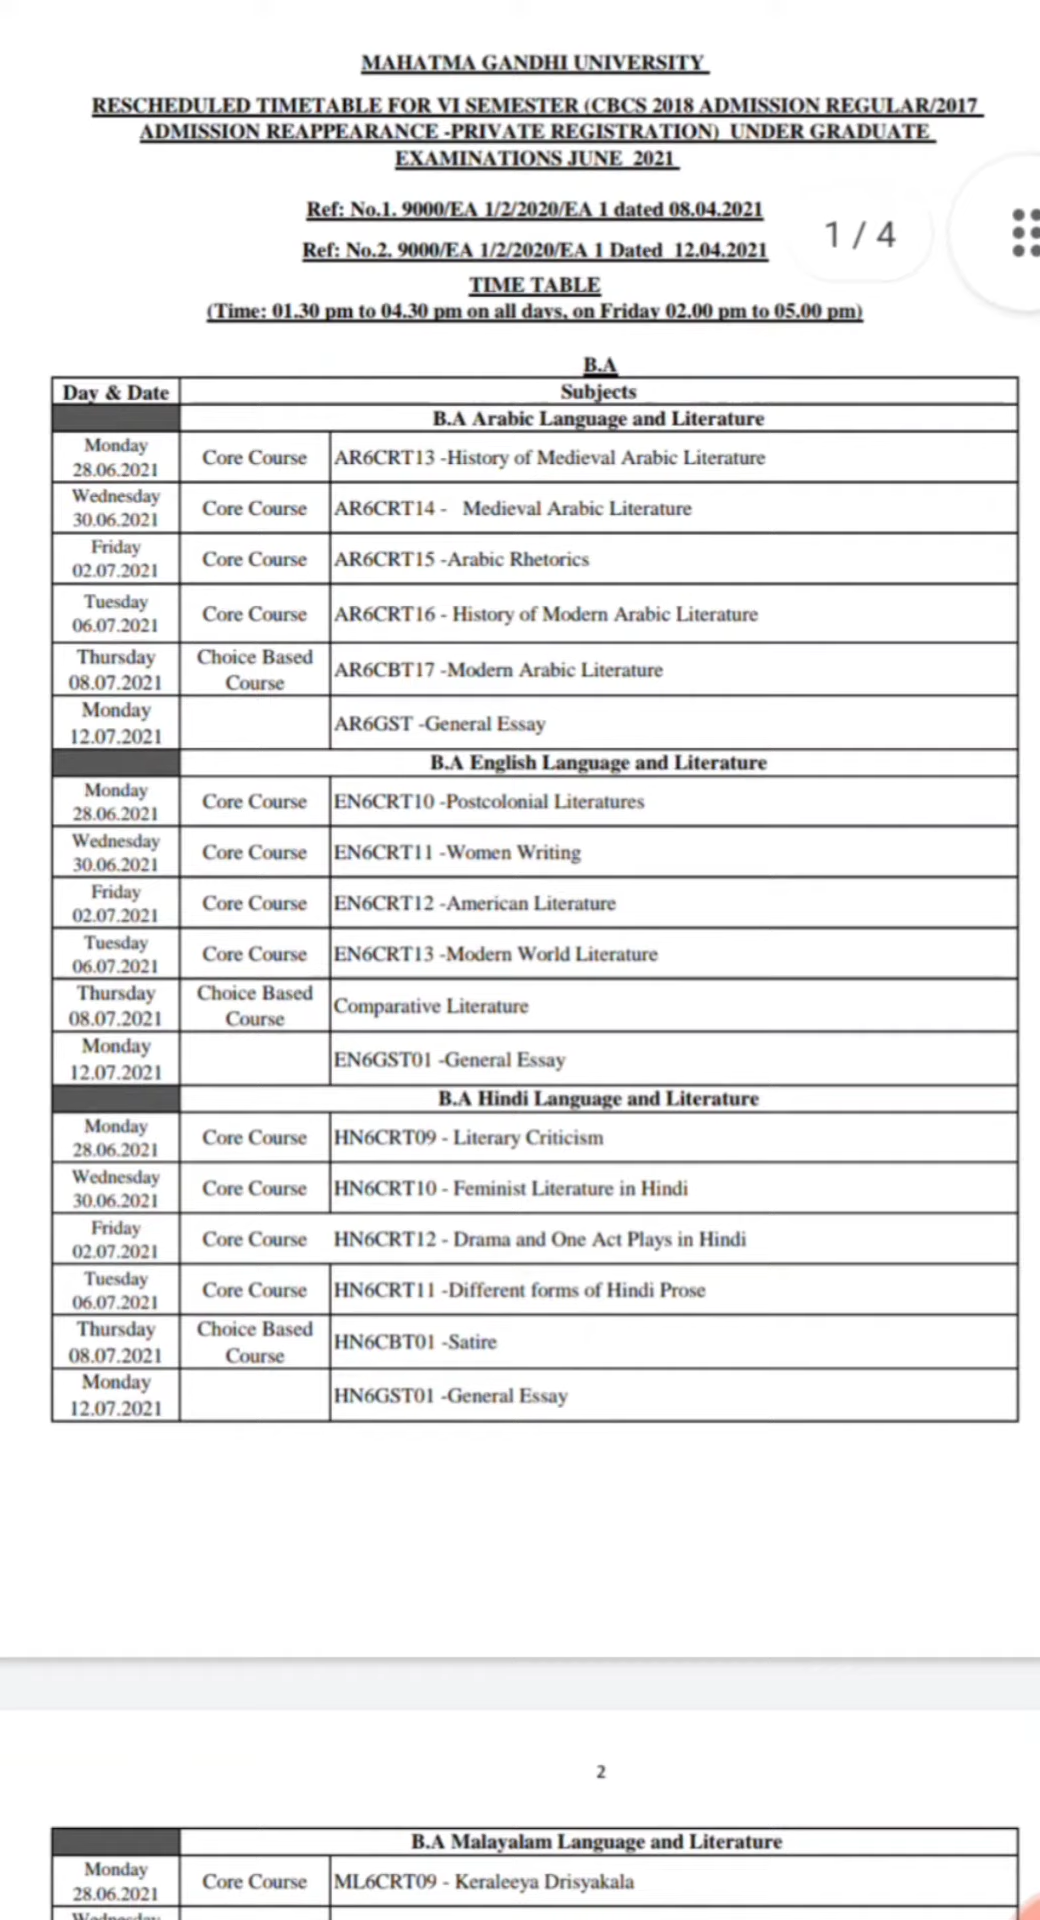 MAHATMA GANDHI UNIVERSITY
RESCHEDULED TIMETABLE FOR VI SEMESTER (CBCS 2018 ADMISSION REGULAR/2017
ADMISSION REAPPEARANCE -PRIVATE REGISTRATION) UNDER GRADUATE
EXAMINATIONS JUNE 2021
Ref: No.1. 9000/EA 1/2/2020/EA 1 dated 08.04.2021
1 / 4
Ref: No.2. 9000/EA 1/2/2020/EA 1 Dated 12.04.2021
TIME TABLE
(Time: 01.30 pm to 04.30 pm on all days, on Friday 02.00 pm to 05.00 pm)
B.A
Day & Date Subjects
B.A Arabic Language and Literature
Monday
28.06.2021 Core Course AR6CRT13 -History of Medieval Arabic Literature
Wednesday
30.06.2021 Core Course AR6CRT14 - Medieval Arabic Literature
Friday
02.07.2021 Core Course AR6CRT15 -Arabic Rhetorics
Tuesday
06.07.2021 Core Course AR6CRT16 - History of Modern Arabic Literature
Thursday Choice Based
08.07.2021 Course AR6CBT17 -Modern Arabic Literature
Monday
12.07.2021 AR6GST -General Essay
B.A English Language and Literature
Monday
28.06.2021 Core Course EN6CRT10 -Postcolonial Literatures
Wednesday
30.06.2021 Core Course EN6CRT11 -Women Writing
Friday
02.07.2021 Core Course EN6CRT12 -American Literature
Tuesday
06.07.2021 Core Course EN6CRT13 -Modern World Literature
Thursday Choice Based
08.07.2021 Course Comparative Literature
Monday
12.07.2021 EN6GST01 -General Essay
B.A Hindi Language and Literature
Monday
28.06.2021 Core Course HN6CRT09 - Literary Criticism
Wednesday
30.06.2021 Core Course HN6CRT10 - Feminist Literature in Hindi
Friday
02.07.2021 Core Course HN6CRT12 - Drama and One Act Plays in Hindi
Tuesday
06.07.2021 Core Course HN6CRT11 -Different forms of Hindi Prose
Thursday Choice Based
08.07.2021 Course HN6CBT01 -Satire
Monday
12.07.2021 HN6GST01 -General Essay
2
B.A Malayalam Language and Literature
Monday
28.06.2021 Core Course ML6CRT09 - Keraleeya Drisyakala
Wednesday